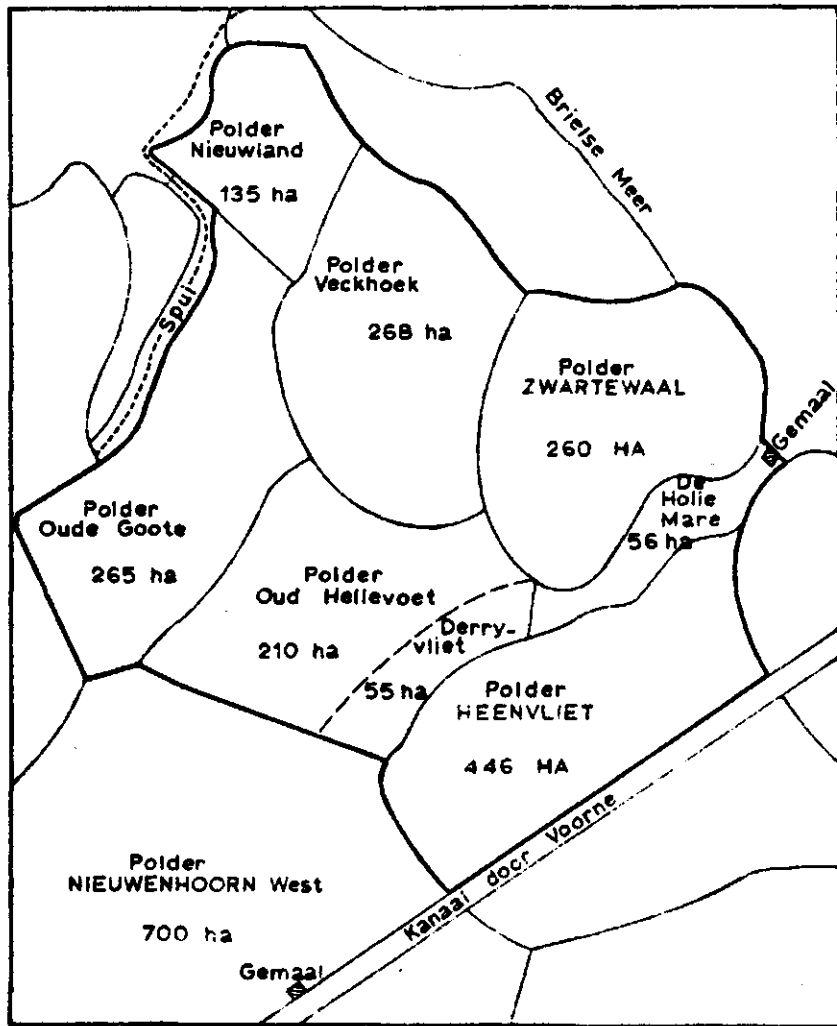 Brielse Meer
Polder
Nieuwland
135 ha
Polder
Veckhoek
268 ha
Spui
Polder
ZWARTEWAAL
260 HA
Gemaal
De
Holle
Mare
56 ha
Polder
Oude Goote
265 ha
Polder
Oud Hellevoet
210 ha
Derry-
vliet
55 ha
Polder
HEENVLIET
446 HA
Kanaal door Voorne
Polder
NIEUWENHOORN West
700 ha
Gemaal